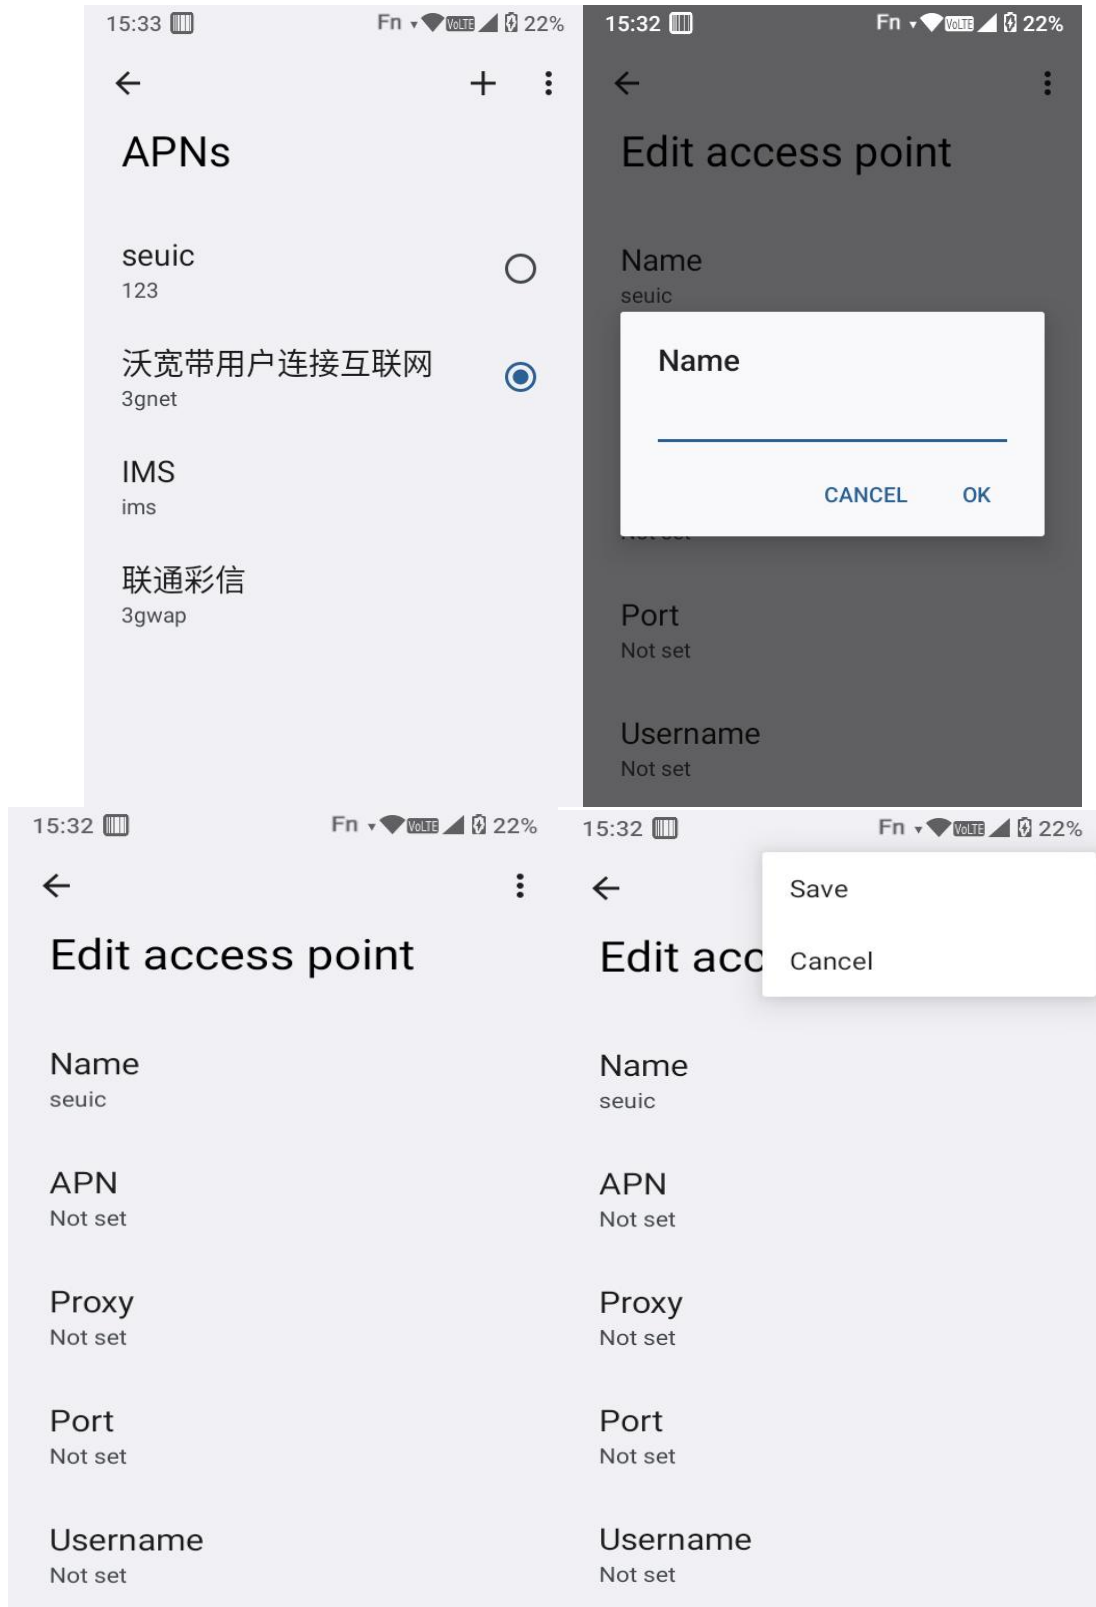 15:33 Fn VoLTE 22%
APNs
seuic
123
沃宽带用户连接互联网
3gnet
IMS
ims
联通彩信
3gwap
15:32 Fn VoLTE 22%
Edit access point
Name
seuic
Name
CANCEL OK
Port
Not set
Username
Not set
15:32 Fn VoLTE 22%
Edit access point
Name
seuic
APN
Not set
Proxy
Not set
Port
Not set
Username
Not set
15:32 Fn VoLTE 22%
Save
Edit acc
Cancel
Name
seuic
APN
Not set
Proxy
Not set
Port
Not set
Username
Not set